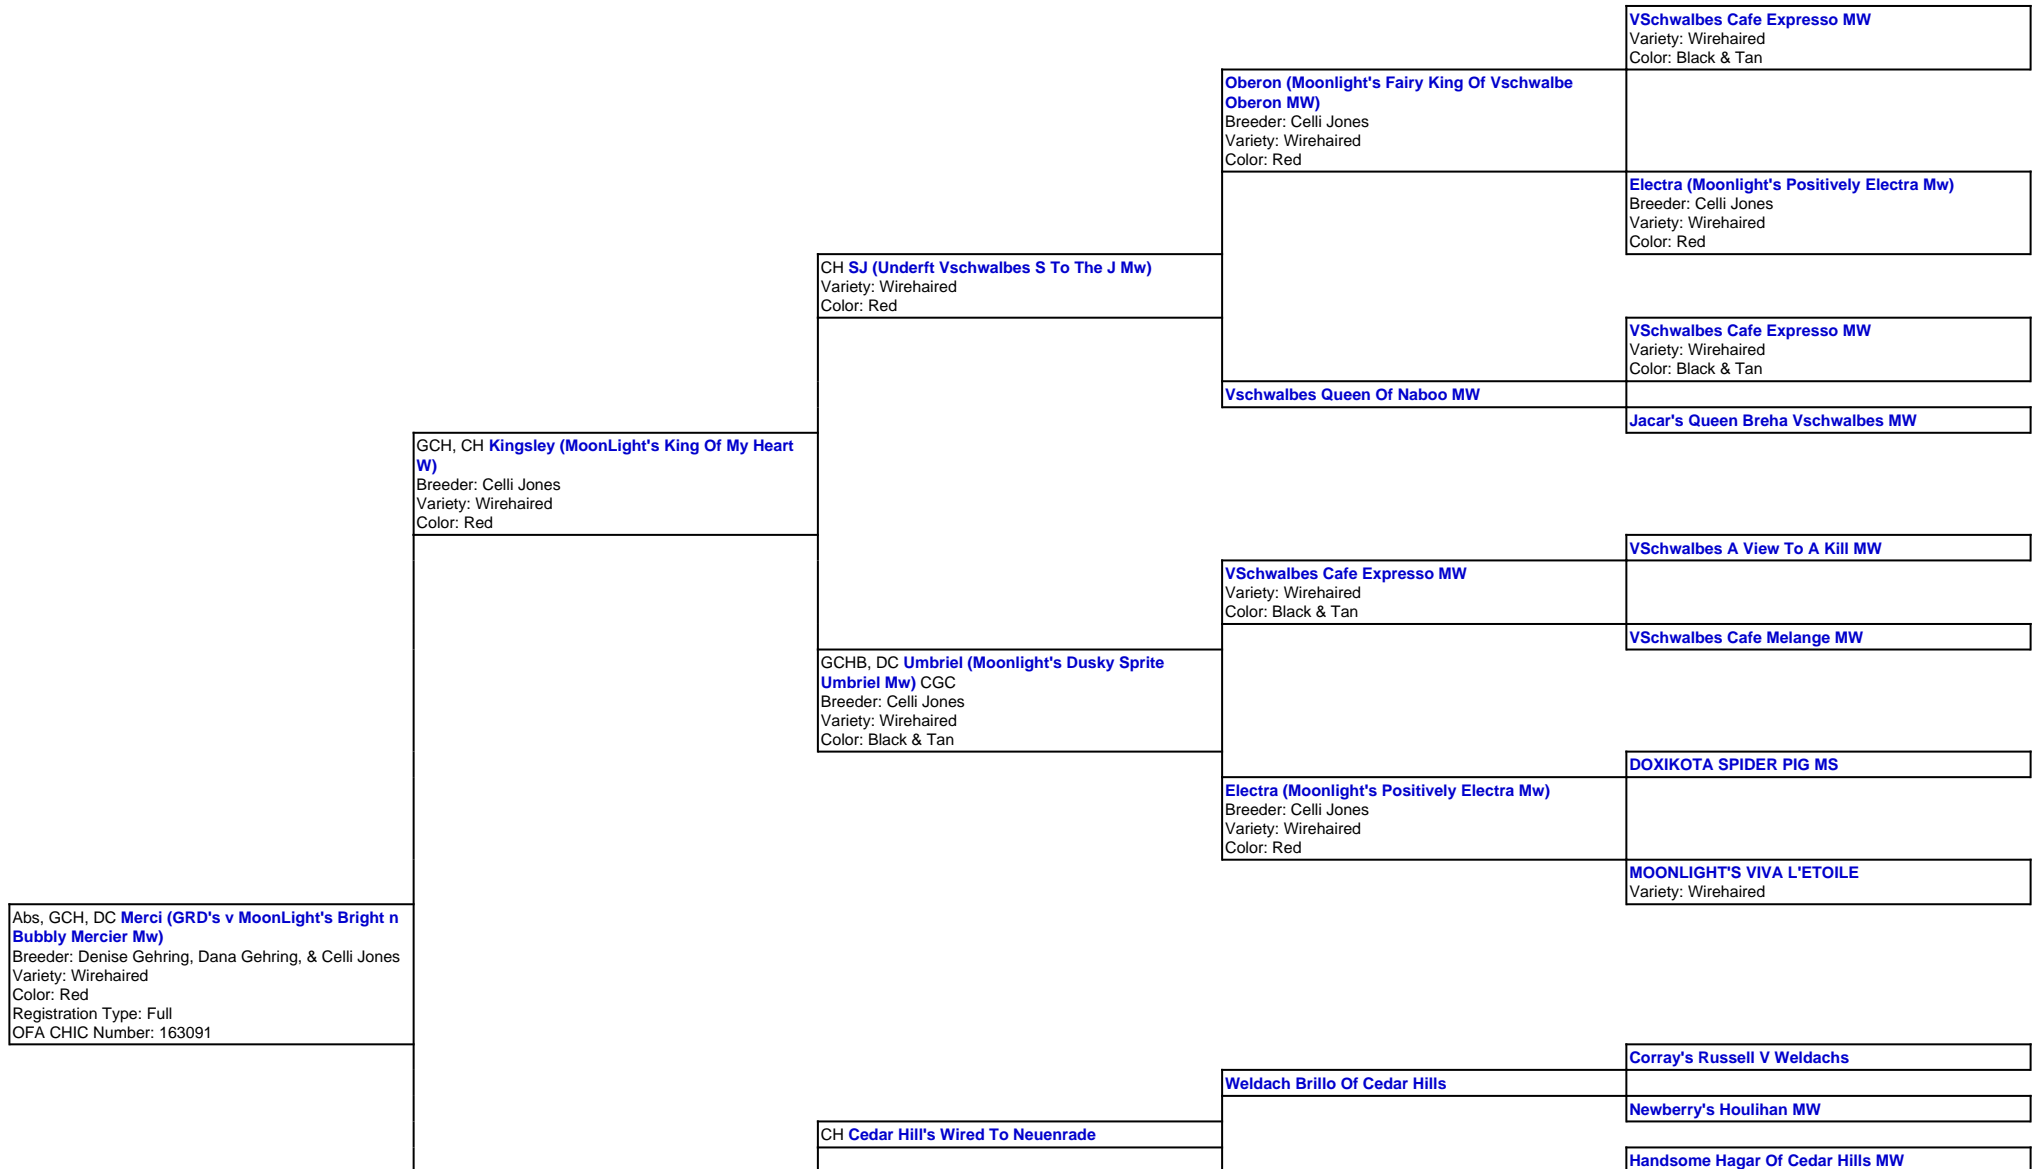 VSchwalbes Cafe Expresso MW
Variety: Wirehaired
Color: Black & Tan
Oberon (Moonlight's Fairy King Of Vschwalbe
Oberon MW)
Breeder: Celli Jones
Variety: Wirehaired
Color: Red
Electra (Moonlight's Positively Electra Mw)
Breeder: Celli Jones
Variety: Wirehaired
Color: Red
CH SJ (Underft Vschwalbes S To The J Mw)
Variety: Wirehaired
Color: Red
VSchwalbes Cafe Expresso MW
Variety: Wirehaired
Color: Black & Tan
Vschwalbes Queen Of Naboo MW
Jacar's Queen Breha Vschwalbes MW
GCH, CH Kingsley (MoonLight's King Of My Heart
W)
Breeder: Celli Jones
Variety: Wirehaired
Color: Red
VSchwalbes A View To A Kill MW
VSchwalbes Cafe Expresso MW
Variety: Wirehaired
Color: Black & Tan
VSchwalbes Cafe Melange MW
GCHB, DC Umbriel (Moonlight's Dusky Sprite
Umbriel Mw) CGC
Breeder: Celli Jones
Variety: Wirehaired
Color: Black & Tan
DOXIKOTA SPIDER PIG MS
Electra (Moonlight's Positively Electra Mw)
Breeder: Celli Jones
Variety: Wirehaired
Color: Red
MOONLIGHT'S VIVA L'ETOILE
Variety: Wirehaired
Abs, GCH, DC Merci (GRD's v MoonLight's Bright n
Bubbly Mercier Mw)
Breeder: Denise Gehring, Dana Gehring, & Celli Jones
Variety: Wirehaired
Color: Red
Registration Type: Full
OFA CHIC Number: 163091
Corray's Russell V Weldachs
Weldach Brillo Of Cedar Hills
Newberry's Houlihan MW
CH Cedar Hill's Wired To Neuenrade
Handsome Hagar Of Cedar Hills MW